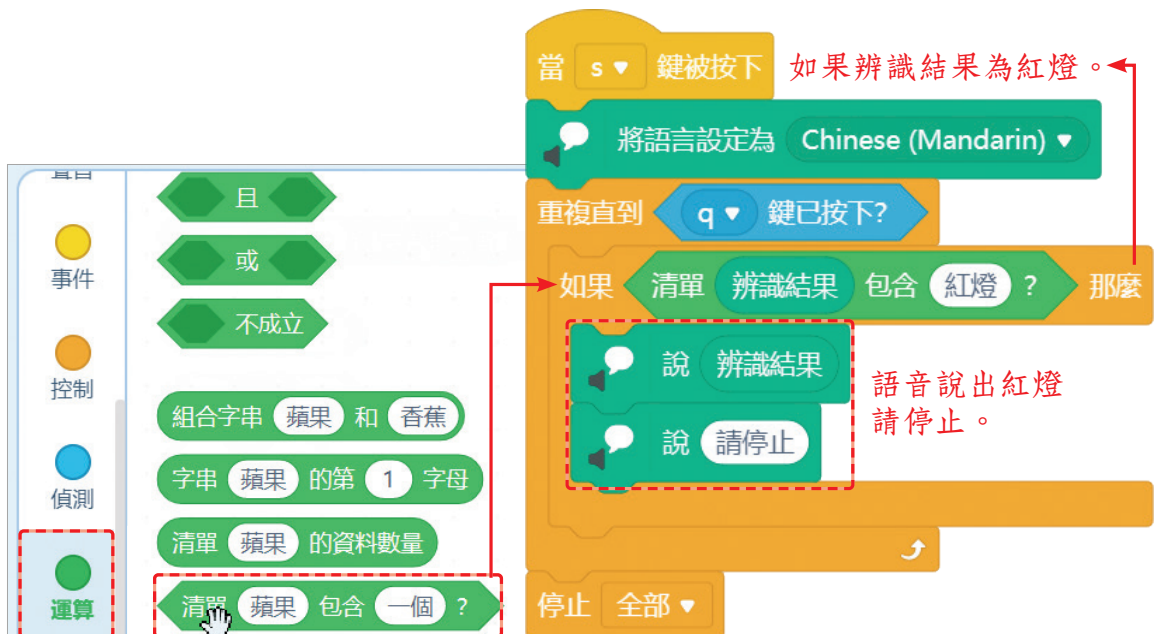 當 s ▼ 鍵被按下
如果辨識結果為紅燈。
將語言設定為 Chinese (Mandarin) ▼
重複直到 q ▼ 鍵已按下?
如果 清單 辨識結果 包含 紅燈 ? 那麼
說 辨識結果
說 請停止
語音說出紅燈
請停止。
停止 全部 ▼
事件
控制
偵測
運算
且
或
不成立
組合字串 蘋果 和 香蕉
字串 蘋果 的第 1 字母
清單 蘋果 的資料數量
清單 蘋果 包含 一個 ?